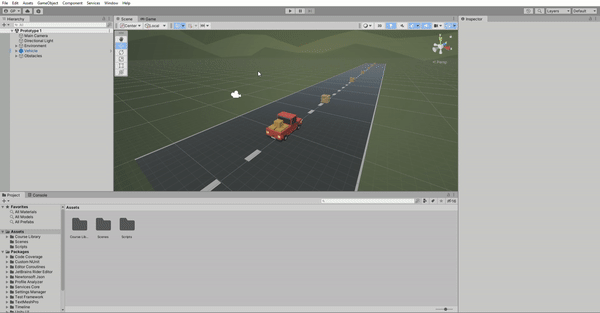 File Edit Assets GameObject Component Services Window Help
GP
Layers Default
Hierarchy Scene Game Inspector
All
Center Local
2D
Prototype 1
Main Camera
Directional Light
Environment
Vehicle
Obstacles
Persp
Project Console
Favorites
All Materials
All Models
All Prefabs
Assets
Course Library
Scenes
Scripts
Packages
Code Coverage
Custom NUnit
Editor Coroutines
JetBrains Rider Editor
Newtonsoft Json
Profile Analyzer
Services Core
Settings Manager
Test Framework
TextMeshPro
Timeline
Assets
Course Lib...
Scenes
Scripts